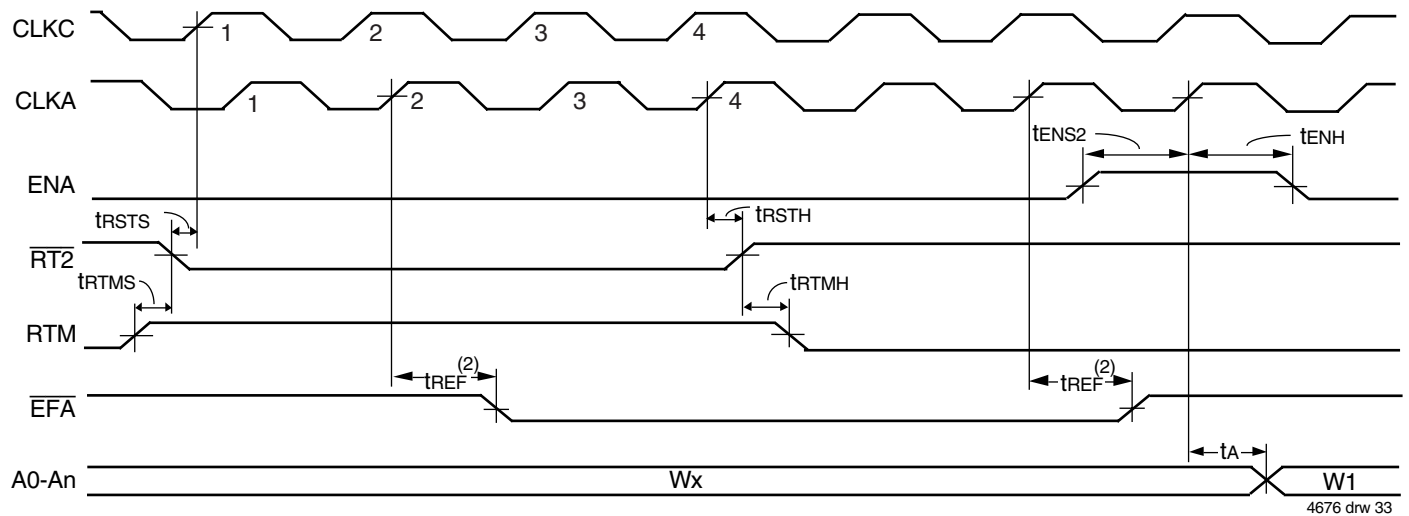 CLKC 1 2 3 4
CLKA 1 2 3 4
tENS2 tENH
ENA
tRSTS tRSTH
RT2
tRTMS tRTMH
RTM
tREF(2) tREF(2)
EFA
tA
A0-An Wx W1
4676 drw 33